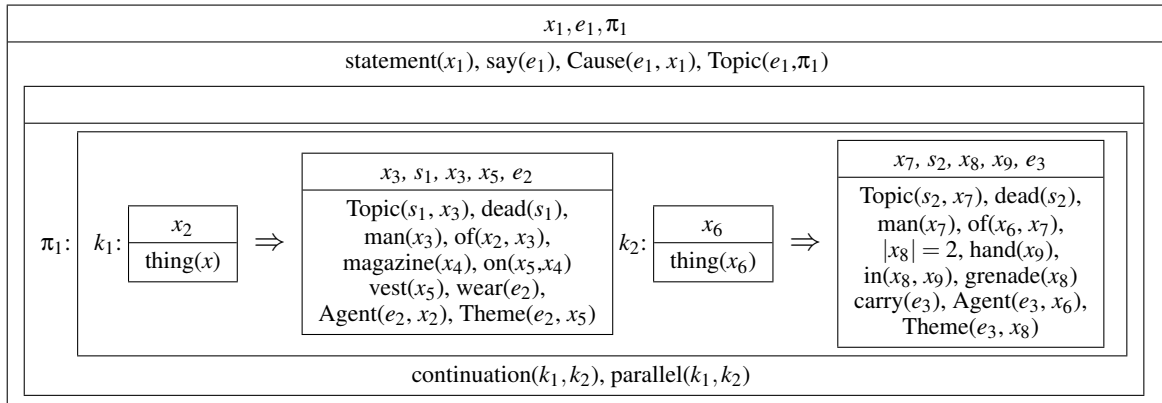 x₁, e₁, π₁
statement(x₁), say(e₁), Cause(e₁, x₁), Topic(e₁,π₁)
π₁:
k₁:
x₂
thing(x)
⇒
x₃, s₁, x₃, x₅, e₂
Topic(s₁, x₃), dead(s₁),
man(x₃), of(x₂, x₃),
magazine(x₄), on(x₅,x₄)
vest(x₅), wear(e₂),
Agent(e₂, x₂), Theme(e₂, x₅)
k₂:
x₆
thing(x₆)
⇒
x₇, s₂, x₈, x₉, e₃
Topic(s₂, x₇), dead(s₂),
man(x₇), of(x₆, x₇),
|x₈| = 2, hand(x₉),
in(x₈, x₉), grenade(x₈)
carry(e₃), Agent(e₃, x₆),
Theme(e₃, x₈)
continuation(k₁,k₂), parallel(k₁,k₂)